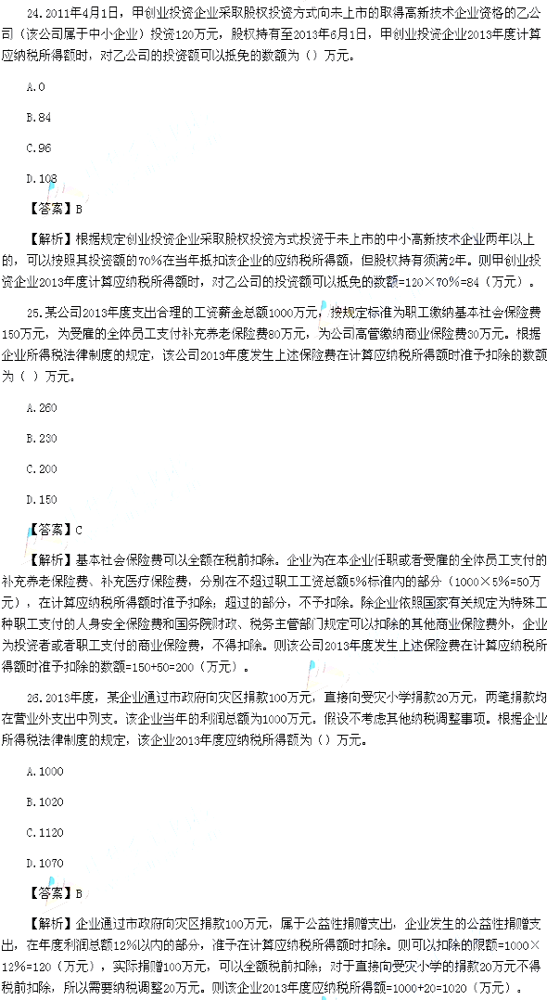 24.2011年4月1日，甲创业投资企业采取股权投资方式向未上市的取得高新技术企业资格的乙公
司（该公司属于中小企业）投资120万元，股权持有至2013年6月1日，甲创业投资企业2013年度计算
应纳税所得额时，对乙公司的投资额可以抵免的数额为（）万元。
A.0
B.84
C.96
D.108
【答案】B
【解析】根据规定创业投资企业采取股权投资方式投资于未上市的中小高新技术企业两年以上
的，可以按照其投资额的70%在当年抵扣该企业的应纳税所得额，但股权持有须满2年。则甲创业投
资企业2013年度计算应纳税所得额时，对乙公司的投资额可以抵免的数额=120×70%=84（万元）。
25.某公司2013年度支出合理的工资薪金总额1000万元，按规定标准为职工缴纳基本社会保险费
150万元，为受雇的全体员工支付补充养老保险费80万元，为公司高管缴纳商业保险费30万元。根据
企业所得税法律制度的规定，该公司2013年度发生上述保险费在计算应纳税所得额时准予扣除的数额
为（ ）万元。
A.260
B.230
C.200
D.150
【答案】C
【解析】基本社会保险费可以全额在税前扣除。企业为在本企业任职或者受雇的全体员工支付的
补充养老保险费、补充医疗保险费，分别在不超过职工工资总额5%标准内的部分（1000×5%=50万
元），在计算应纳税所得额时准予扣除；超过的部分，不予扣除。除企业依照国家有关规定为特殊工
种职工支付的人身安全保险费和国务院财政、税务主管部门规定可以扣除的其他商业保险费外，企业
为投资者或者职工支付的商业保险费，不得扣除。则该公司2013年度发生上述保险费在计算应纳税所
得额时准予扣除的数额=150+50=200（万元）。
26.2013年度，某企业通过市政府向灾区捐款100万元，直接向受灾小学捐款20万元，两笔捐款均
在营业外支出中列支。该企业当年的利润总额为1000万元。假设不考虑其他纳税调整事项。根据企业
所得税法律制度的规定，该企业2013年度应纳税所得额为（）万元。
A.1000
B.1020
C.1120
D.1070
【答案】B
【解析】企业通过市政府向灾区捐款100万元，属于公益性捐赠支出，企业发生的公益性捐赠支
出，在年度利润总额12%以内的部分，准予在计算应纳税所得额时扣除。则可以扣除的限额=1000×
12%=120（万元），实际捐赠100万元，可以全额税前扣除；对于直接向受灾小学的捐款20万元不得
税前扣除，所以需要纳税调整20万元。则该企业2013年度应纳税所得额=1000+20=1020（万元）。